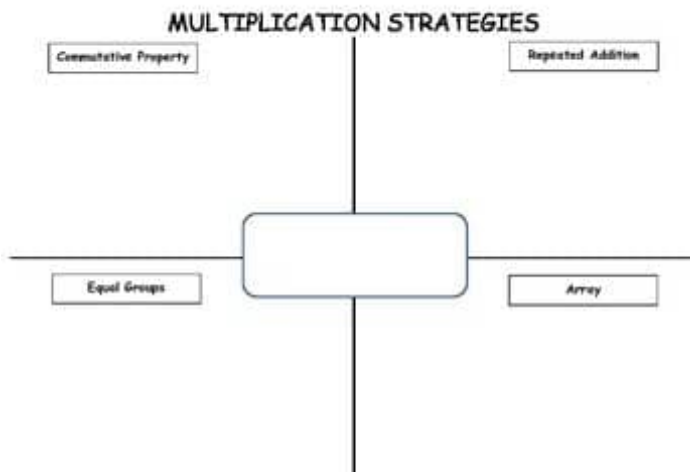 MULTIPLICATION STRATEGIES
Commutative Property
Repeated Addition
Equal Groups
Array